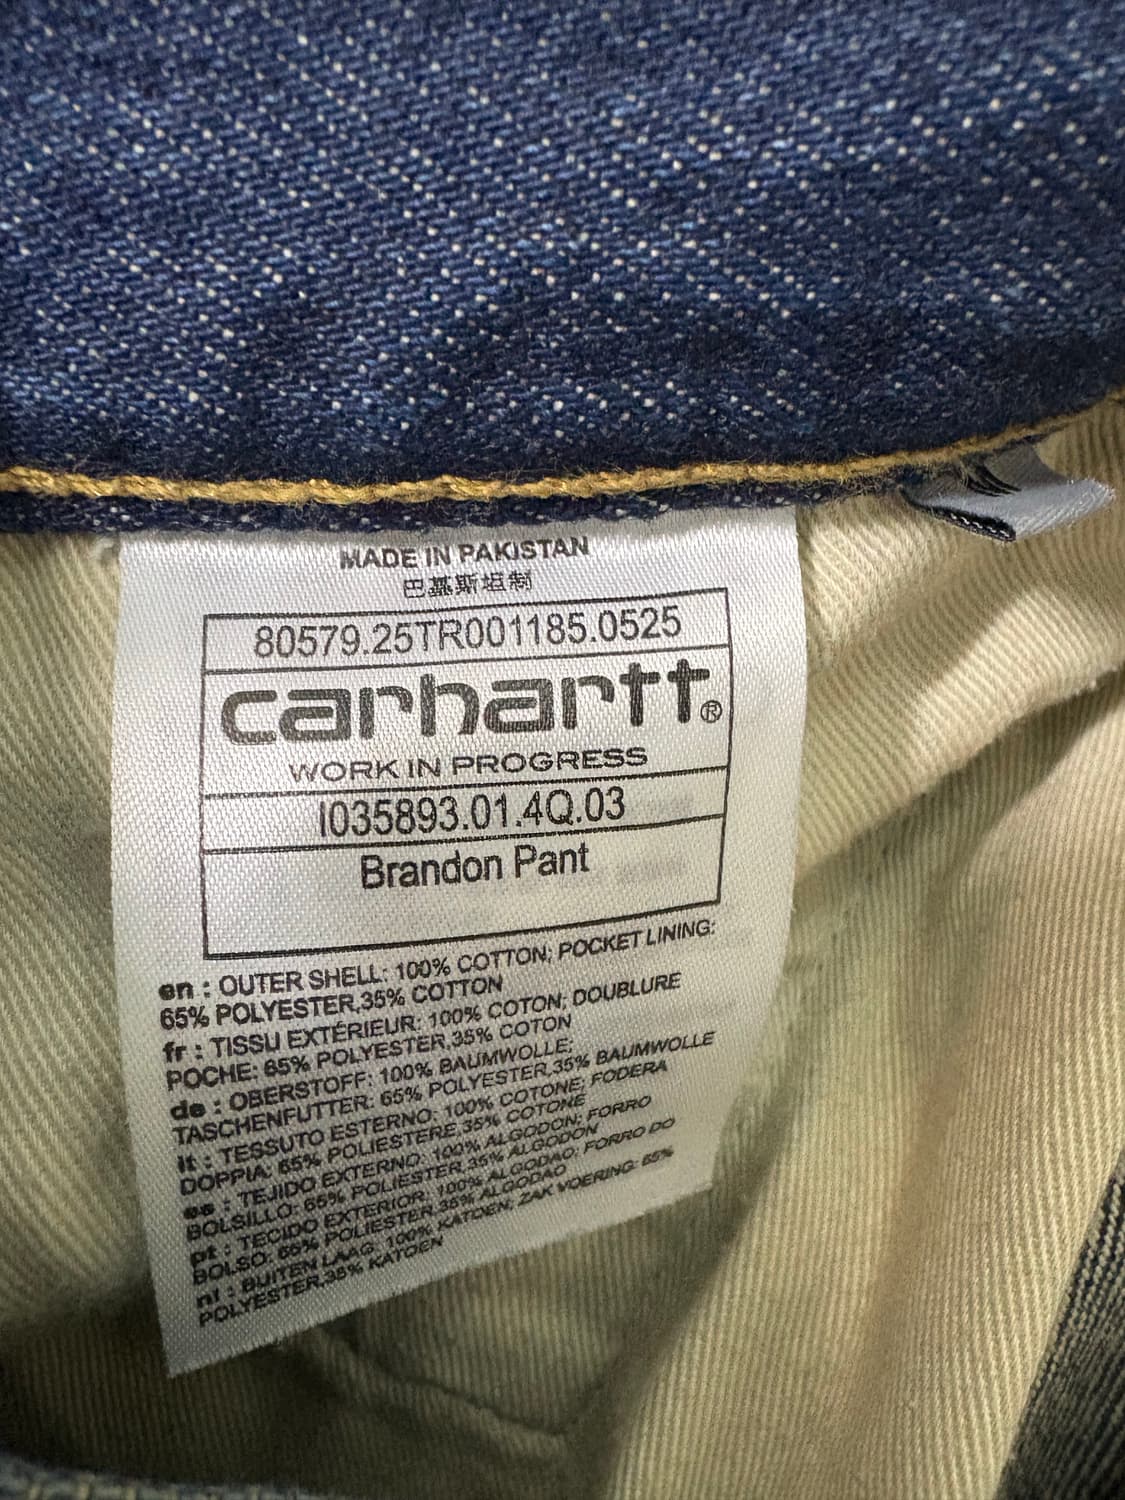 MADE IN PAKISTAN
巴基斯坦制
80579.25TR001185.0525
carhartt®
WORK IN PROGRESS
I035893.01.4Q.03
Brandon Pant
en : OUTER SHELL: 100% COTTON; POCKET LINING:
65% POLYESTER,35% COTTON
fr : TISSU EXTÉRIEUR: 100% COTON; DOUBLURE
POCHE: 65% POLYESTER,35% COTON
de : OBERSTOFF: 100% BAUMWOLLE;
TASCHENFUTTER: 65% POLYESTER,35% BAUMWOLLE
it : TESSUTO ESTERNO: 100% COTONE; FODERA
DOPPIA: 65% POLIESTERE,35% COTONE
es : TEJIDO EXTERNO: 100% ALGODON; FORRO
BOLSILLO: 65% POLIESTER,35% ALGODÓN
pt : TECIDO EXTERIOR: 100% ALGODAO; FORRO DO
BOLSO: 65% POLIESTER,35% ALGODAO
nl : BUITEN LAAG: 100% KATOEN; ZAK VOERING: 65%
POLYESTER,35% KATOEN